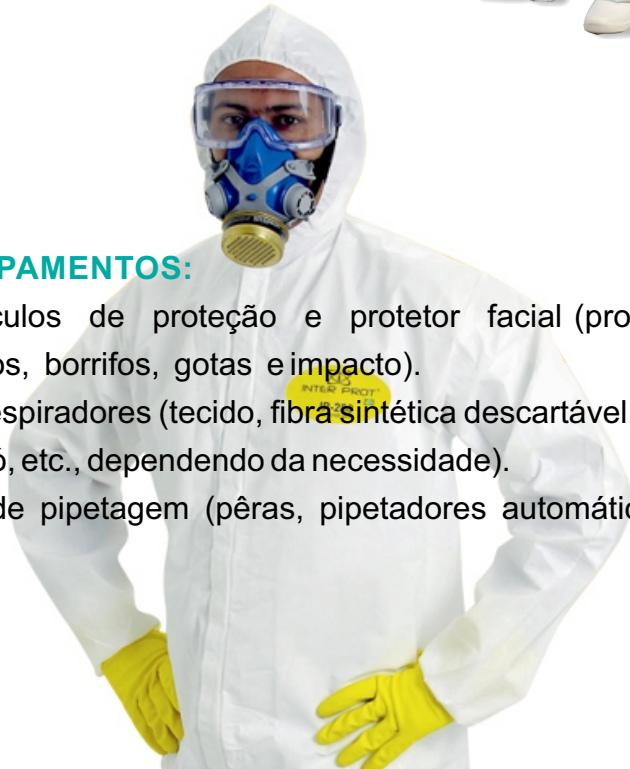 PAMENTOS:
culos de proteção e protetor facial (pro
os, borrifos, gotas e impacto).
espiradores (tecido, fibra sintética descartável
ó, etc., dependendo da necessidade).
de pipetagem (pêras, pipetadores automátic
INTER PROT